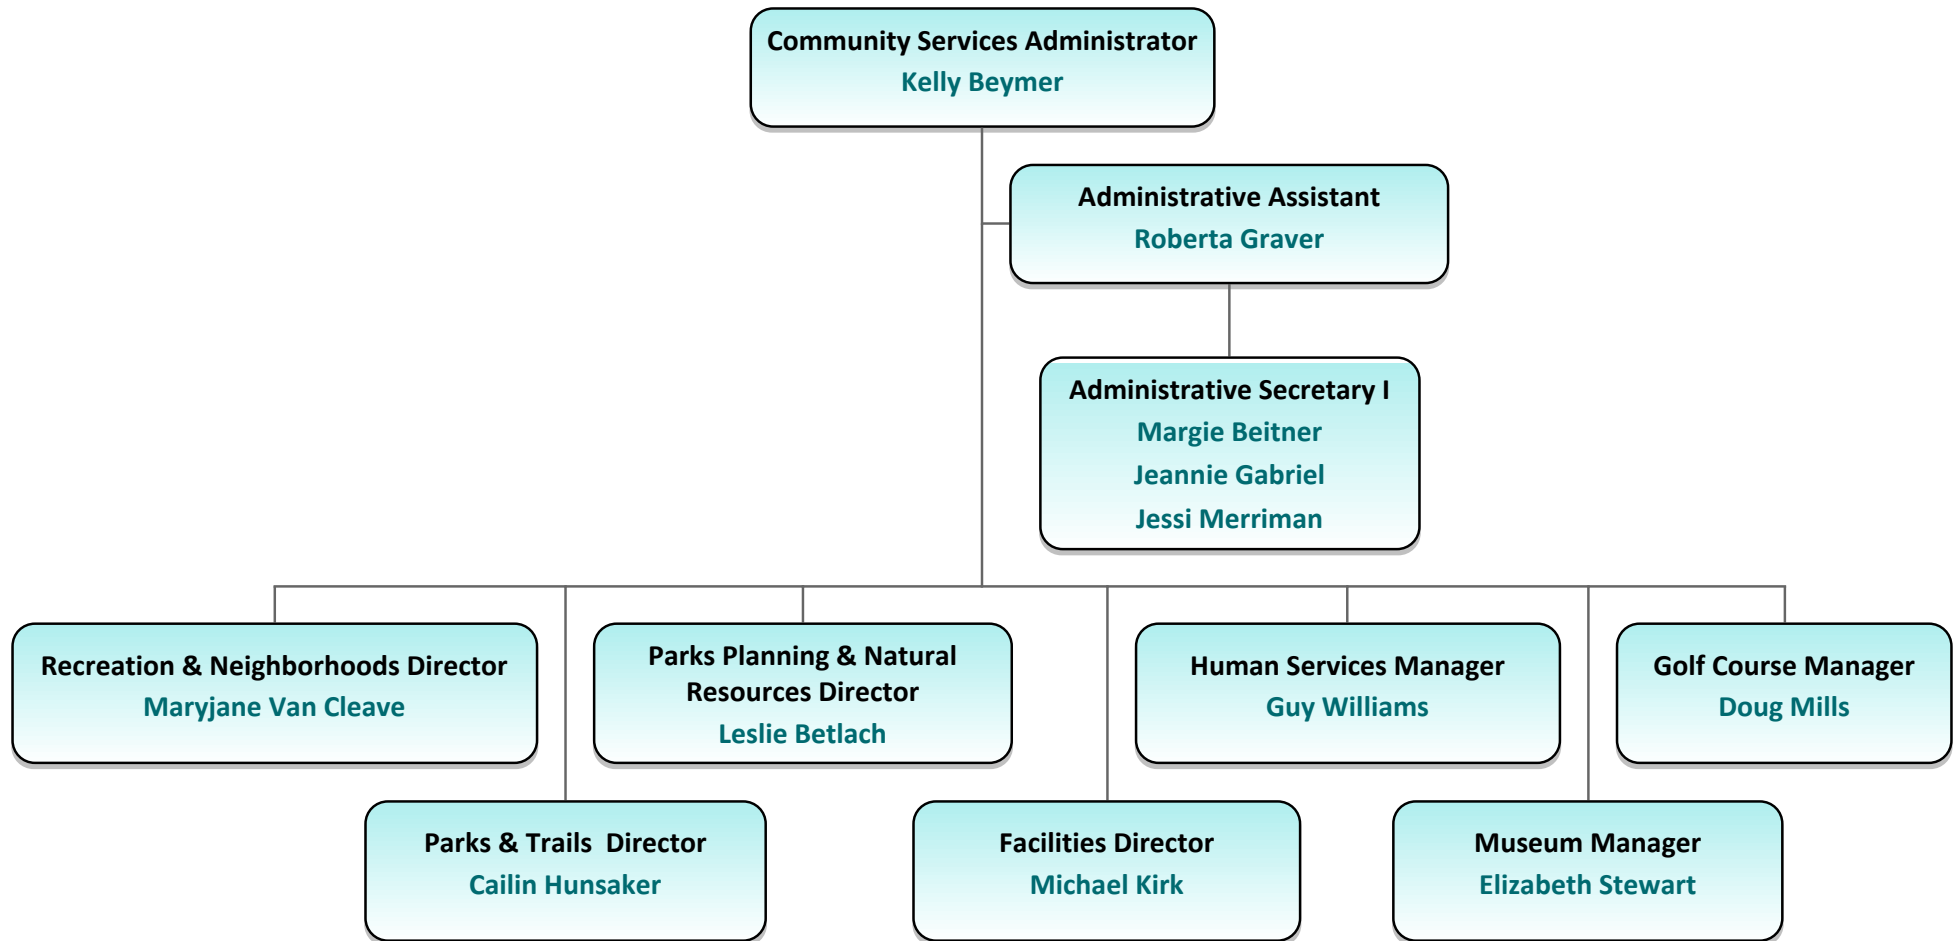 Community Services Administrator
Kelly Beymer
Administrative Assistant
Roberta Graver
Administrative Secretary I
Margie Beitner
Jeannie Gabriel
Jessi Merriman
Recreation & Neighborhoods Director
Maryjane Van Cleave
Parks Planning & Natural
Resources Director
Leslie Betlach
Human Services Manager
Guy Williams
Golf Course Manager
Doug Mills
Parks & Trails  Director
Cailin Hunsaker
Facilities Director
Michael Kirk
Museum Manager
Elizabeth Stewart